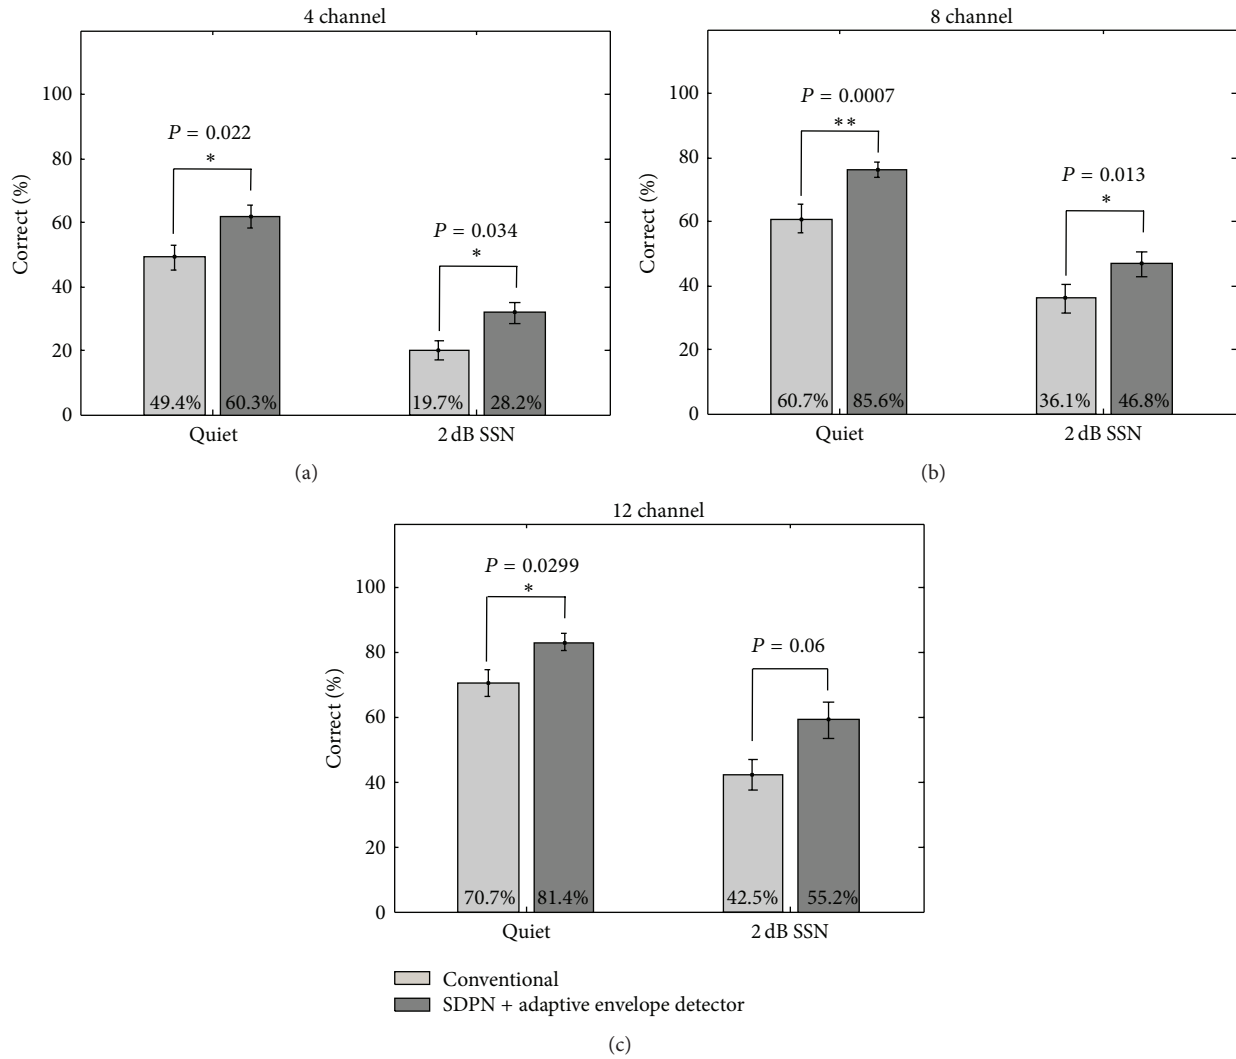 4 channel
Correct (%)
100
80
60
40
20
0
P = 0.022
*
P = 0.034
*
49.4%
60.3%
19.7%
28.2%
Quiet
2 dB SSN
(a)
8 channel
Correct (%)
100
80
60
40
20
0
P = 0.0007
**
P = 0.013
*
60.7%
85.6%
36.1%
46.8%
Quiet
2 dB SSN
(b)
12 channel
Correct (%)
100
80
60
40
20
0
P = 0.0299
*
P = 0.06
70.7%
81.4%
42.5%
55.2%
Quiet
2 dB SSN
Conventional
SDPN + adaptive envelope detector
(c)